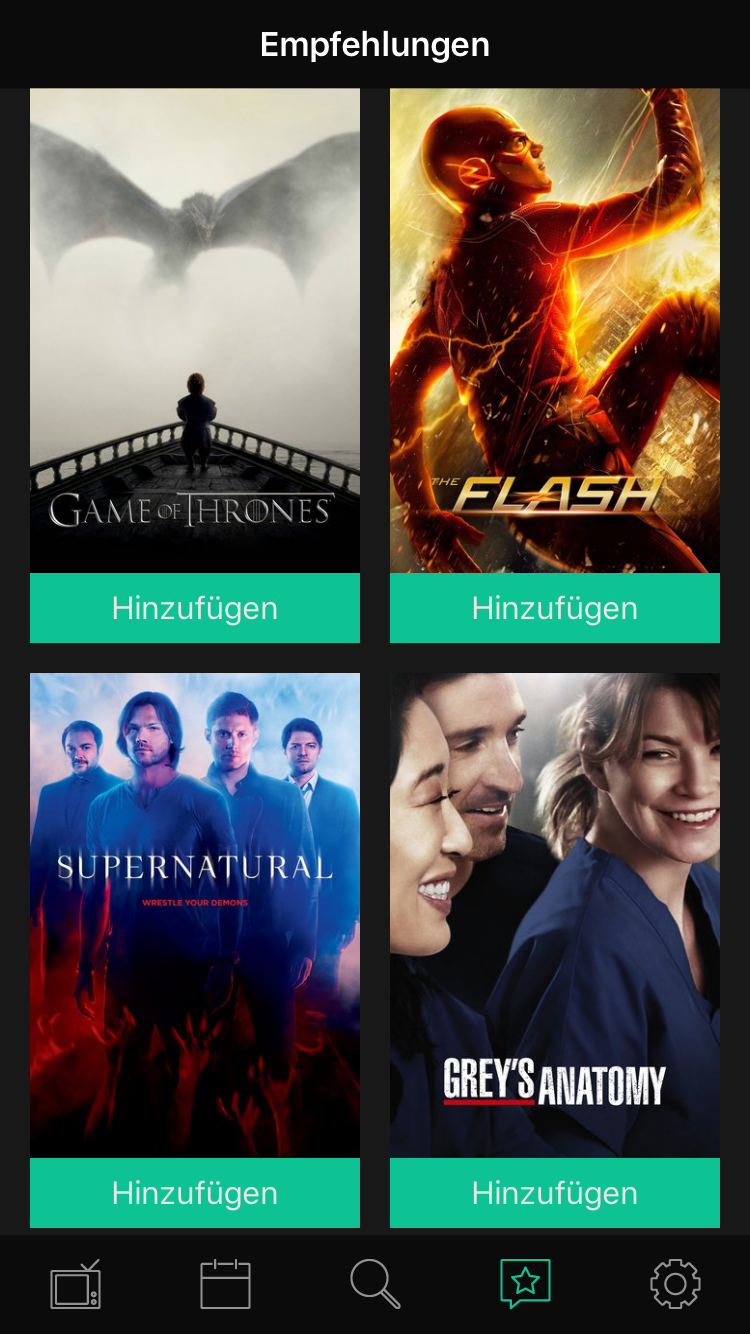 Empfehlungen
GAME OF THRONES
THE FLASH
Hinzufügen
Hinzufügen
SUPERNATURAL
WRESTLE YOUR DEMONS
GREY'S ANATOMY
Hinzufügen
Hinzufügen